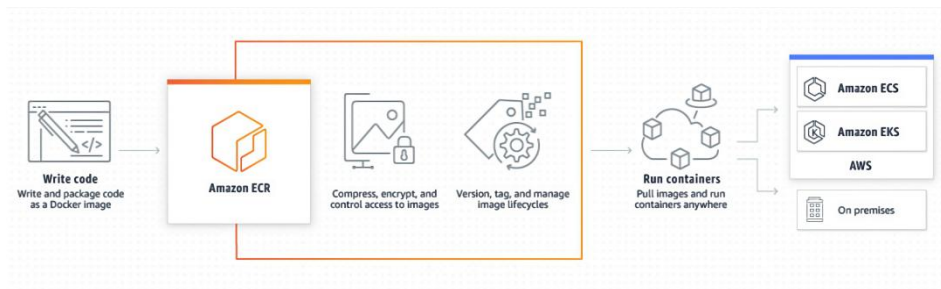 Write code
Write and package code
as a Docker image
</>
Amazon ECR
Compress, encrypt, and
control access to images
Version, tag, and manage
image lifecycles
Run containers
Pull images and run
containers anywhere
Amazon ECS
K
Amazon EKS
AWS
On premises